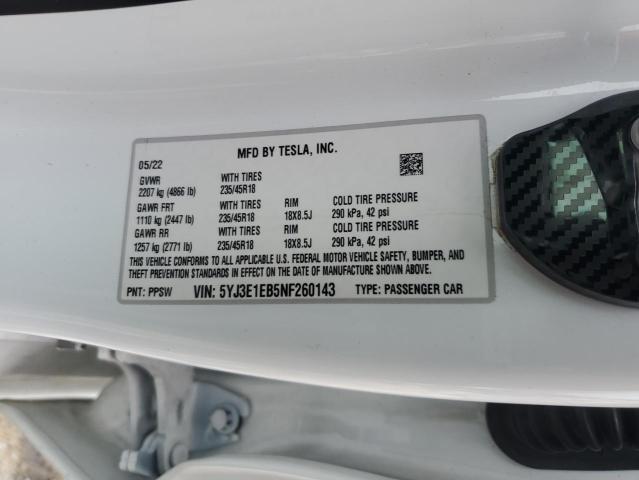 MFD BY TESLA, INC.
05/22
GVWR WITH TIRES
2207 kg (4866 lb) 235/45R18
GAWR FRT WITH TIRES RIM COLD TIRE PRESSURE
1110 kg (2447 lb) 235/45R18 18X8.5J 290 kPa, 42 psi
GAWR RR WITH TIRES RIM COLD TIRE PRESSURE
1257 kg (2771 lb) 235/45R18 18X8.5J 290 kPa, 42 psi
THIS VEHICLE CONFORMS TO ALL APPLICABLE U.S. FEDERAL MOTOR VEHICLE SAFETY, BUMPER, AND
THEFT PREVENTION STANDARDS IN EFFECT ON THE DATE OF MANUFACTURE SHOWN ABOVE.
PNT: PPSW VIN: 5YJ3E1EB5NF260143 TYPE: PASSENGER CAR